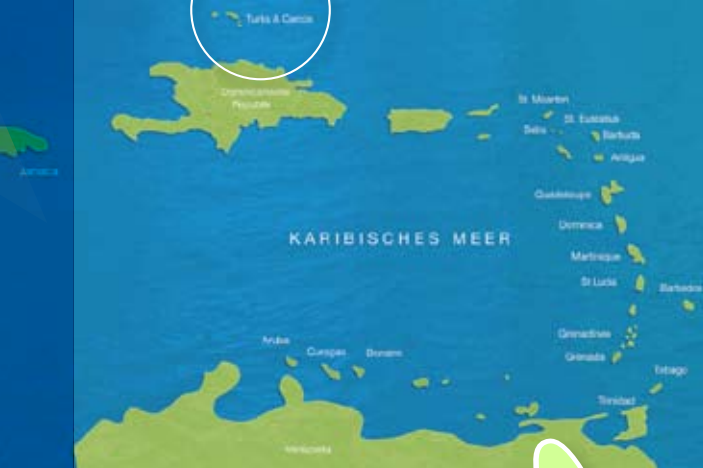 Turks & Caicos
Dominikanische
Republik
St. Maarten
St. Eustatius
Saba
Barbuda
Antigua
Jamaica
Guadeloupe
Dominica
KARIBISCHES MEER
Martinique
St Lucia
Barbados
Grenadines
Grenada
Aruba
Curaçao
Bonaire
Tobago
Trinidad
Venezuela